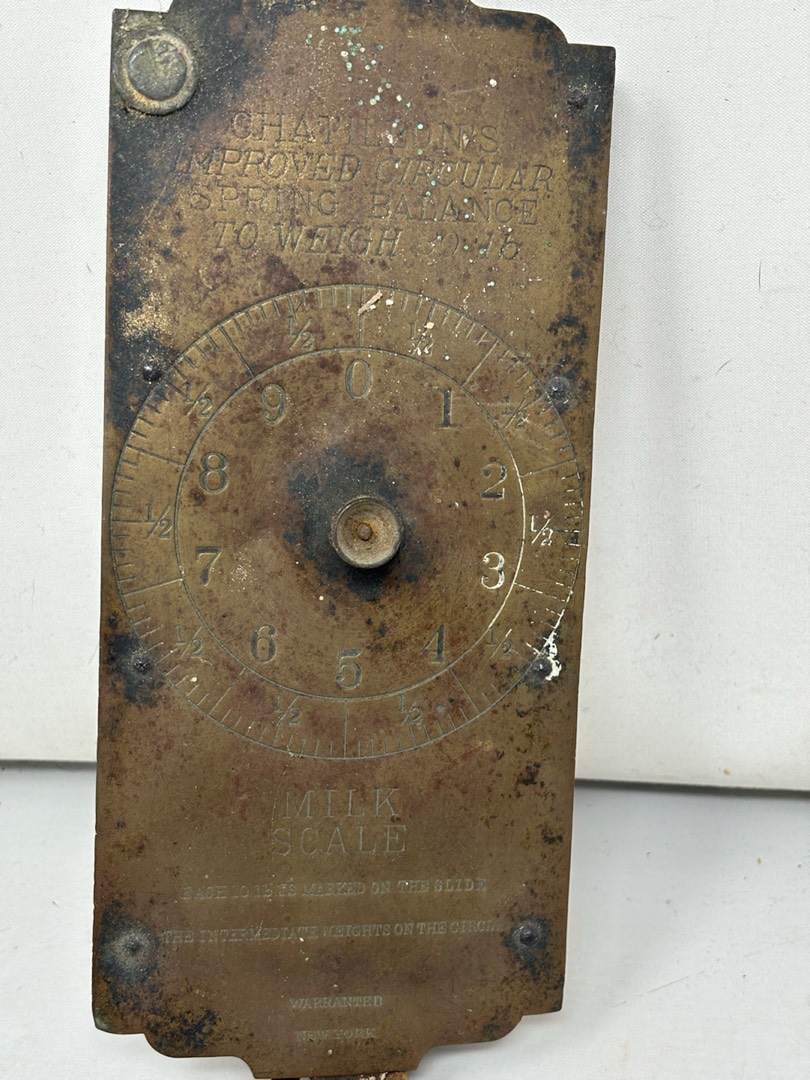 CHATILLON'S
IMPROVED CIRCULAR
SPRING BALANCE
TO WEIGH lb
0
½ ½
9 1
½ ½
8 2
½ ½
7 3
½ ½
6 4
5
½ ½
MILK
SCALE
EACH 10 lb IS MARKED ON THE SLIDE
THE INTERMEDIATE WEIGHTS ON THE CIRCLE
WARRANTED
NEW YORK